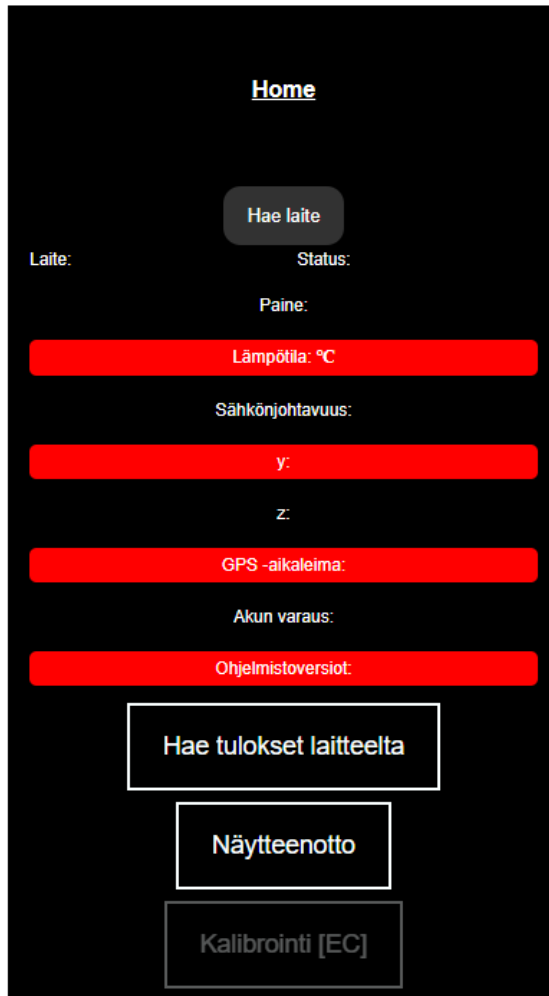 Home
Hae laite
Laite: Status:
Paine:
Lämpötila: °C
Sähkönjohtavuus:
y:
z:
GPS -aikaleima:
Akun varaus:
Ohjelmistoversiot:
Hae tulokset laitteelta
Näytteenotto
Kalibrointi [EC]